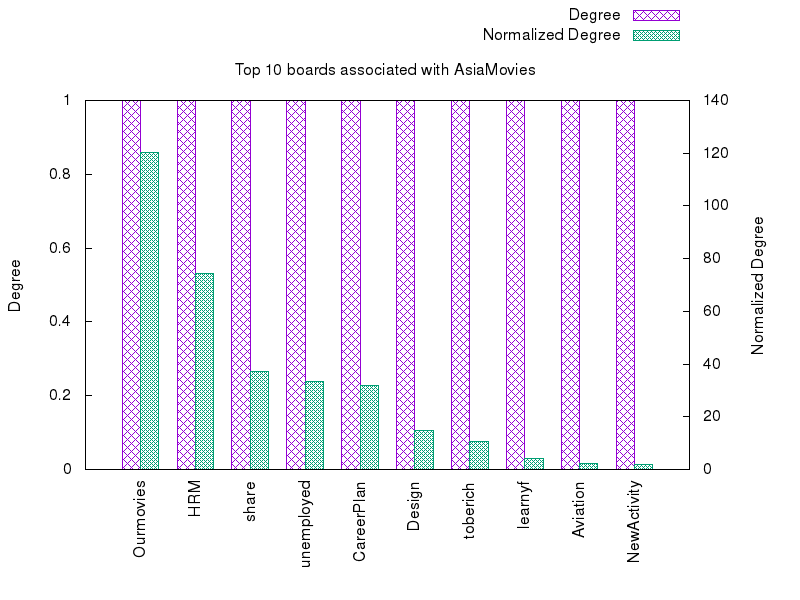 Degree
Normalized Degree
Top 10 boards associated with AsiaMovies
1
0.8
0.6
0.4
0.2
0
140
120
100
80
60
40
20
0
Degree
Normalized Degree
Ourmovies
HRM
share
unemployed
CareerPlan
Design
toberich
learnyf
Aviation
NewActivity